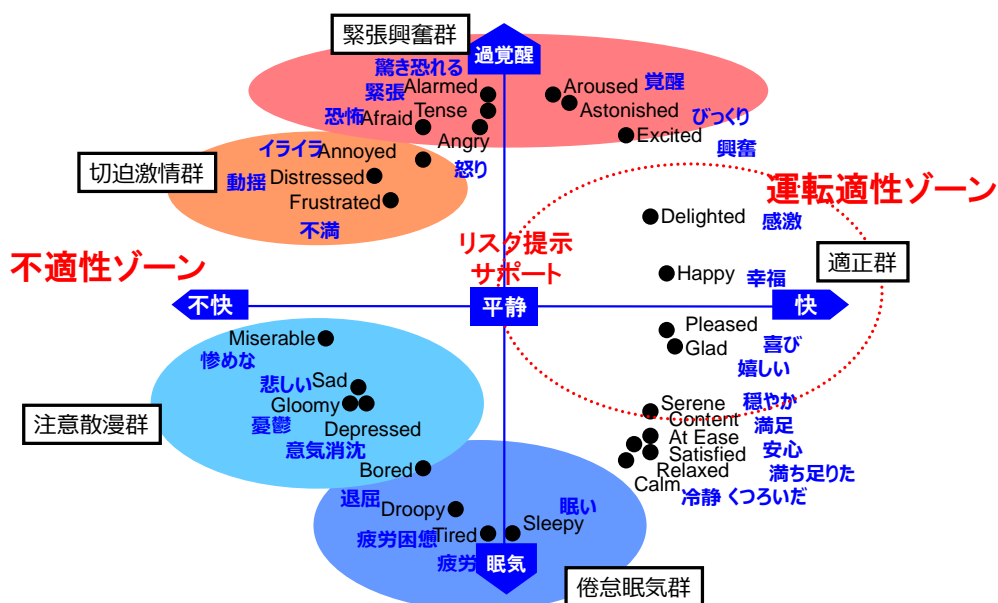 緊張興奮群
過覚醒
驚き恐れる
Alarmed
Aroused
覚醒
緊張
Tense
Astonished
恐怖
Afraid
びっくり
Angry
Excited
イライラ
Annoyed
怒り
興奮
切迫激情群
動揺
Distressed
運転適性ゾーン
Frustrated
Delighted
感激
不満
リスク提示
サポート
適正群
不適性ゾーン
Happy
幸福
不快
平静
快
Miserable
Pleased
喜び
惨めな
Glad
嬉しい
悲しい
Sad
Gloomy
Serene
穏やか
注意散漫群
憂鬱
Depressed
Content
満足
意気消沈
At Ease
安心
Satisfied
Bored
Relaxed
満ち足りた
Calm
冷静
くつろいだ
退屈
Droopy
眠い
疲労困憊
Tired
Sleepy
疲労
眠気
倦怠眠気群